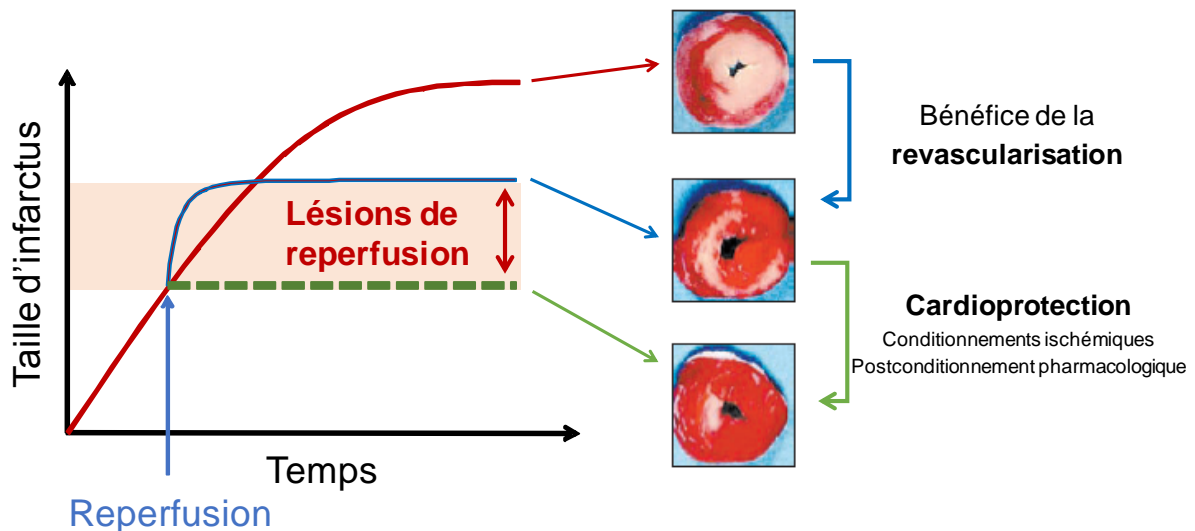 Taille d'infarctus
Lésions de
reperfusion
Temps
Reperfusion
Bénéfice de la
revascularisation
Cardioprotection
Conditionnements ischémiques
Postconditionnement pharmacologique